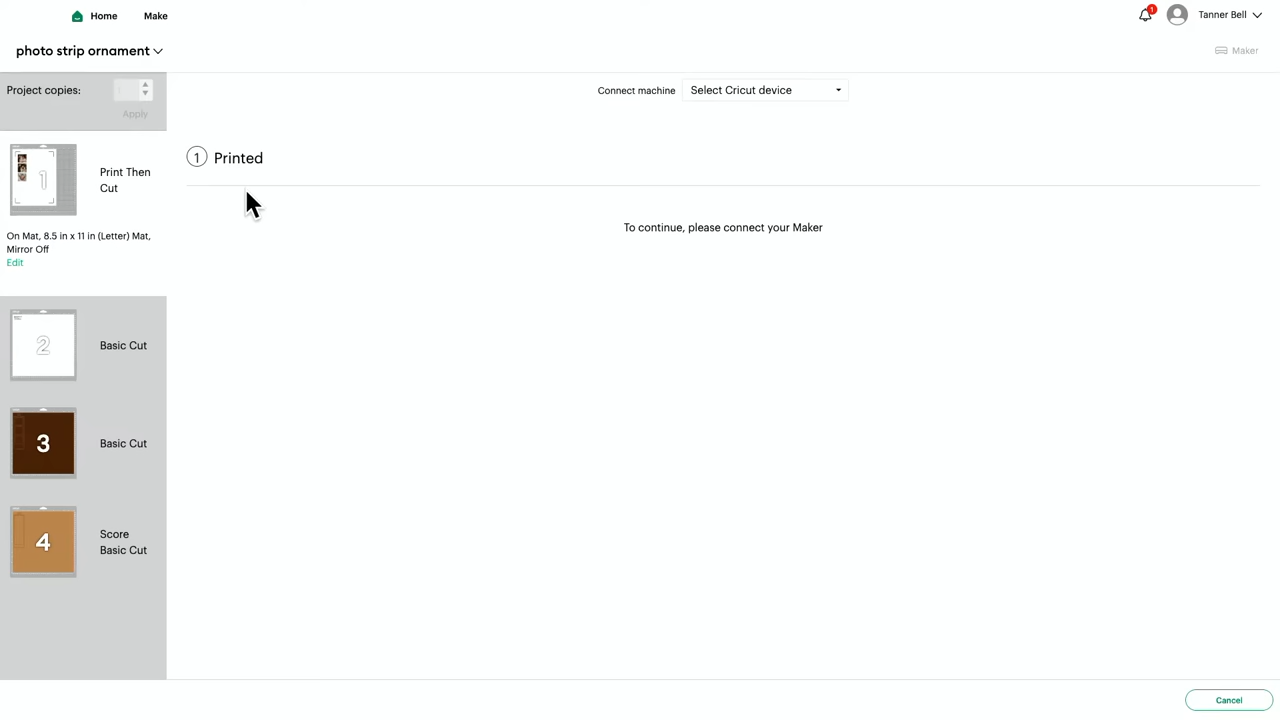 Home
Make
1
Tanner Bell
photo strip ornament
Maker
Project copies:
Apply
Connect machine
Select Cricut device
1 Printed
To continue, please connect your Maker
1
Print Then
Cut
On Mat, 8.5 in x 11 in (Letter) Mat,
Mirror Off
Edit
2
Basic Cut
3
Basic Cut
4
Score
Basic Cut
Cancel